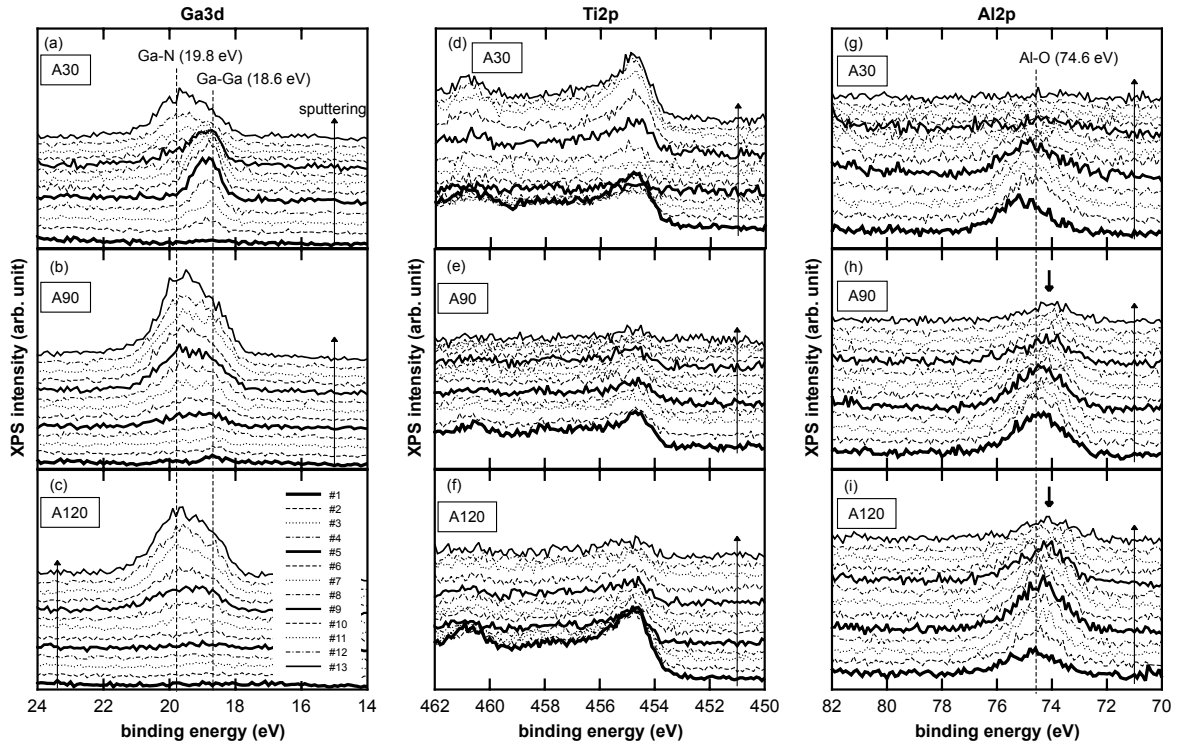 Ga3d
Ti2p
Al2p
(a)
A30
Ga-N (19.8 eV)
Ga-Ga (18.6 eV)
sputtering
(d)
A30
(g)
A30
Al-O (74.6 eV)
(b)
A90
(e)
A90
(h)
A90
(c)
A120
#1
#2
#3
#4
#5
#6
#7
#8
#9
#10
#11
#12
#13
(f)
A120
(i)
A120
XPS intensity (arb. unit)
XPS intensity (arb. unit)
XPS intensity (arb. unit)
24 22 20 18 16 14
462 460 458 456 454 452 450
82 80 78 76 74 72 70
binding energy (eV)
binding energy (eV)
binding energy (eV)